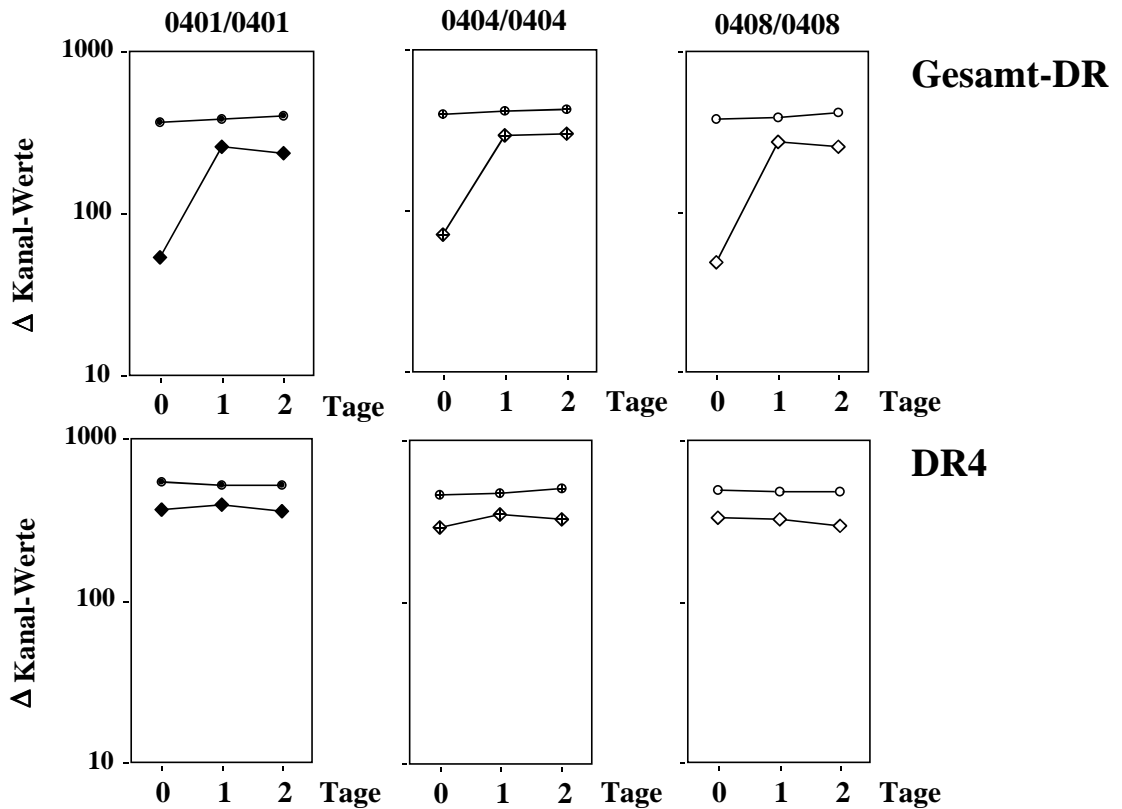 0401/0401 0404/0404 0408/0408
1000
Gesamt-DR
Δ Kanal-Werte
100
10
0 1 2 Tage 0 1 2 Tage 0 1 2 Tage
1000
DR4
Δ Kanal-Werte
100
10
0 1 2 Tage 0 1 2 Tage 0 1 2 Tage